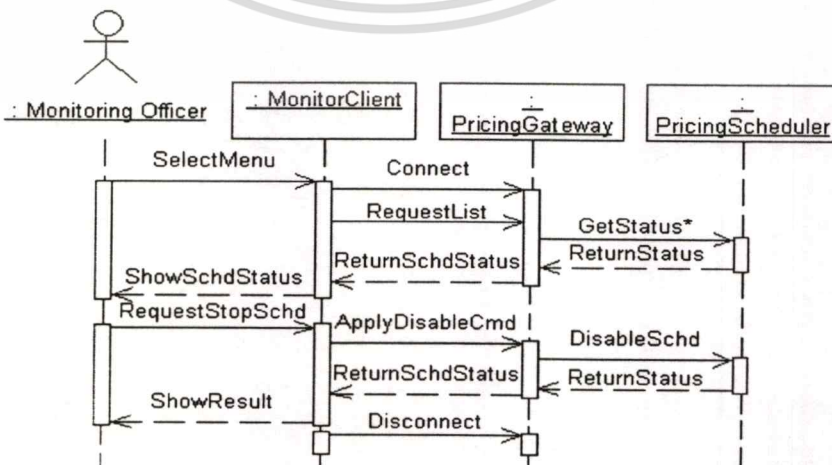 : Monitoring Officer
: MonitorClient
:
PricingGateway
:
PricingScheduler
SelectMenu
Connect
RequestList
GetStatus*
ReturnStatus
ReturnSchdStatus
ShowSchdStatus
RequestStopSchd
ApplyDisableCmd
DisableSchd
ReturnStatus
ReturnSchdStatus
ShowResult
Disconnect